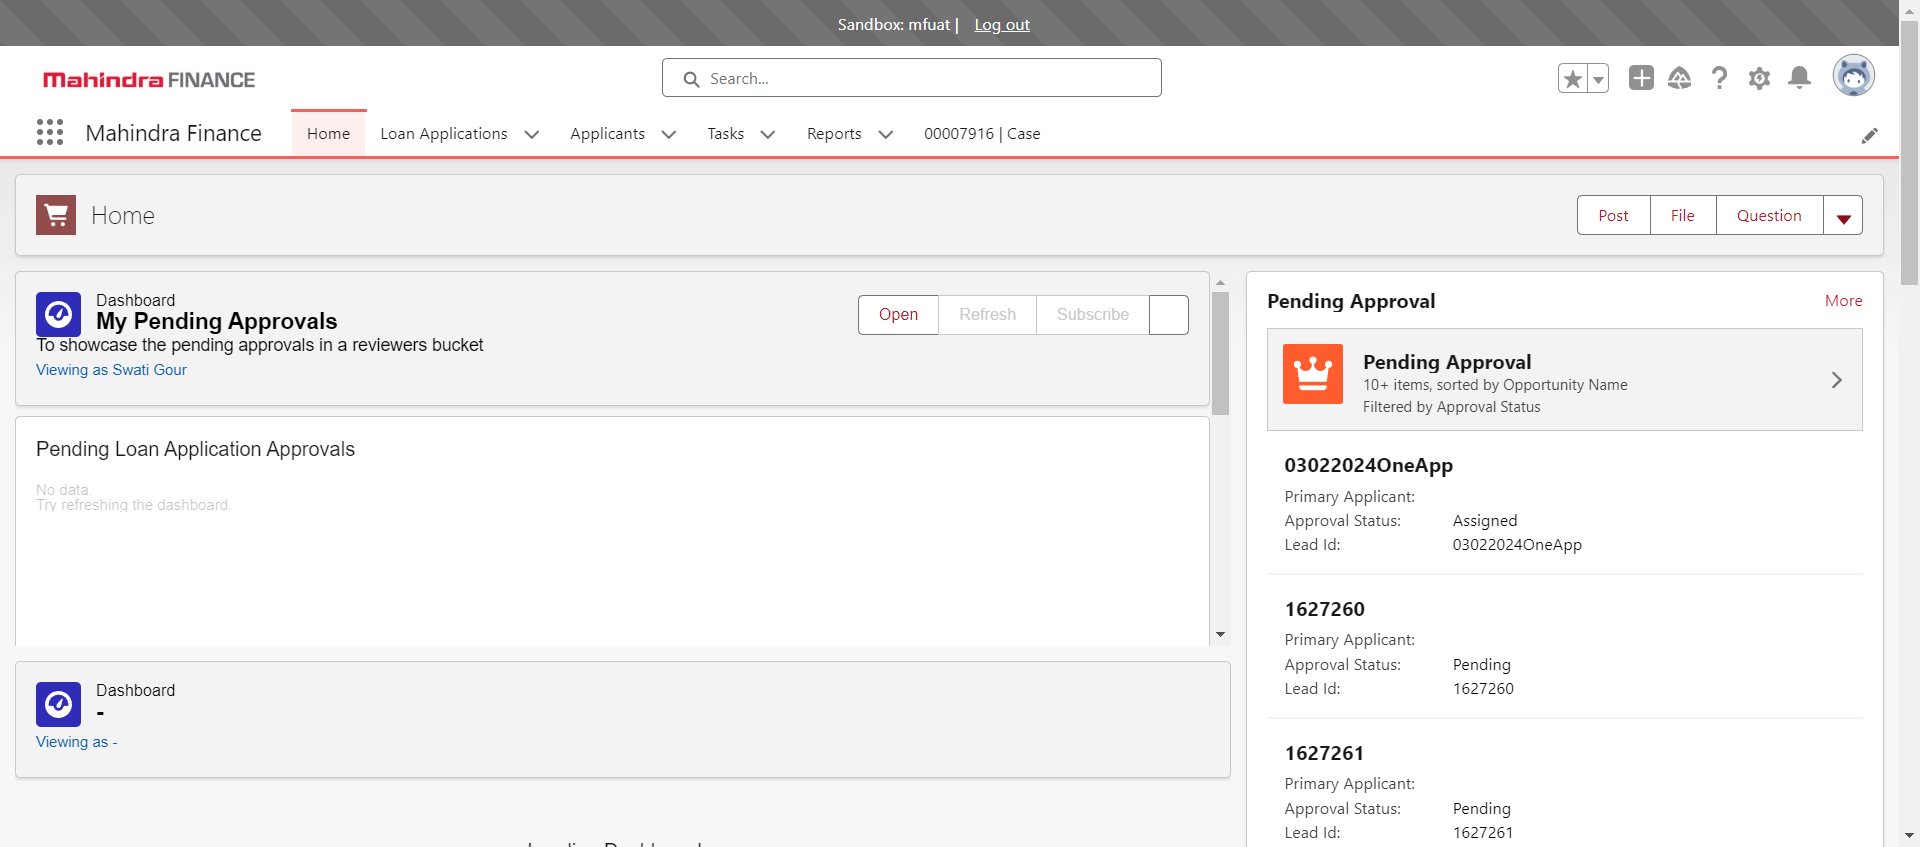 Sandbox: mfuat | Log out
Mahindra FINANCE
Search...
Mahindra Finance
Home
Loan Applications
Applicants
Tasks
Reports
00007916 | Case
Home
Post
File
Question
Dashboard
My Pending Approvals
To showcase the pending approvals in a reviewers bucket
Viewing as Swati Gour
Open
Refresh
Subscribe
Pending Loan Application Approvals
No data.
Try refreshing the dashboard.
Dashboard
-
Viewing as -
Pending Approval
More
Pending Approval
10+ items, sorted by Opportunity Name
Filtered by Approval Status
03022024OneApp
Primary Applicant:
Approval Status: Assigned
Lead Id: 03022024OneApp
1627260
Primary Applicant:
Approval Status: Pending
Lead Id: 1627260
1627261
Primary Applicant:
Approval Status: Pending
Lead Id: 1627261